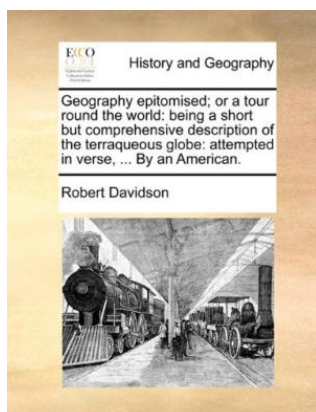 ECCO
History and Geography
Geography epitomised; or a tour
round the world: being a short
but comprehensive description of
the terraqueous globe: attempted
in verse, ... By an American.
Robert Davidson